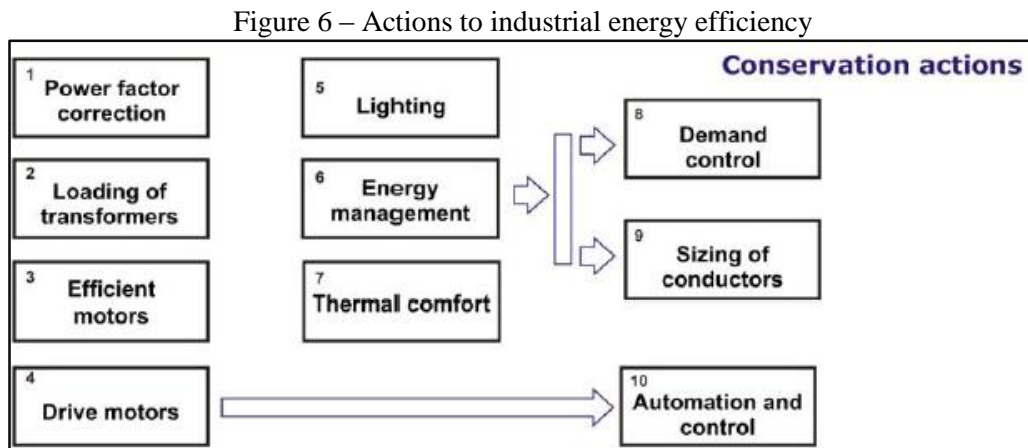 Figure 6 – Actions to industrial energy efficiency
Conservation actions
1
Power factor
correction
2
Loading of
transformers
3
Efficient
motors
4
Drive motors
5
Lighting
6
Energy
management
7
Thermal comfort
8
Demand
control
9
Sizing of
conductors
10
Automation and
control